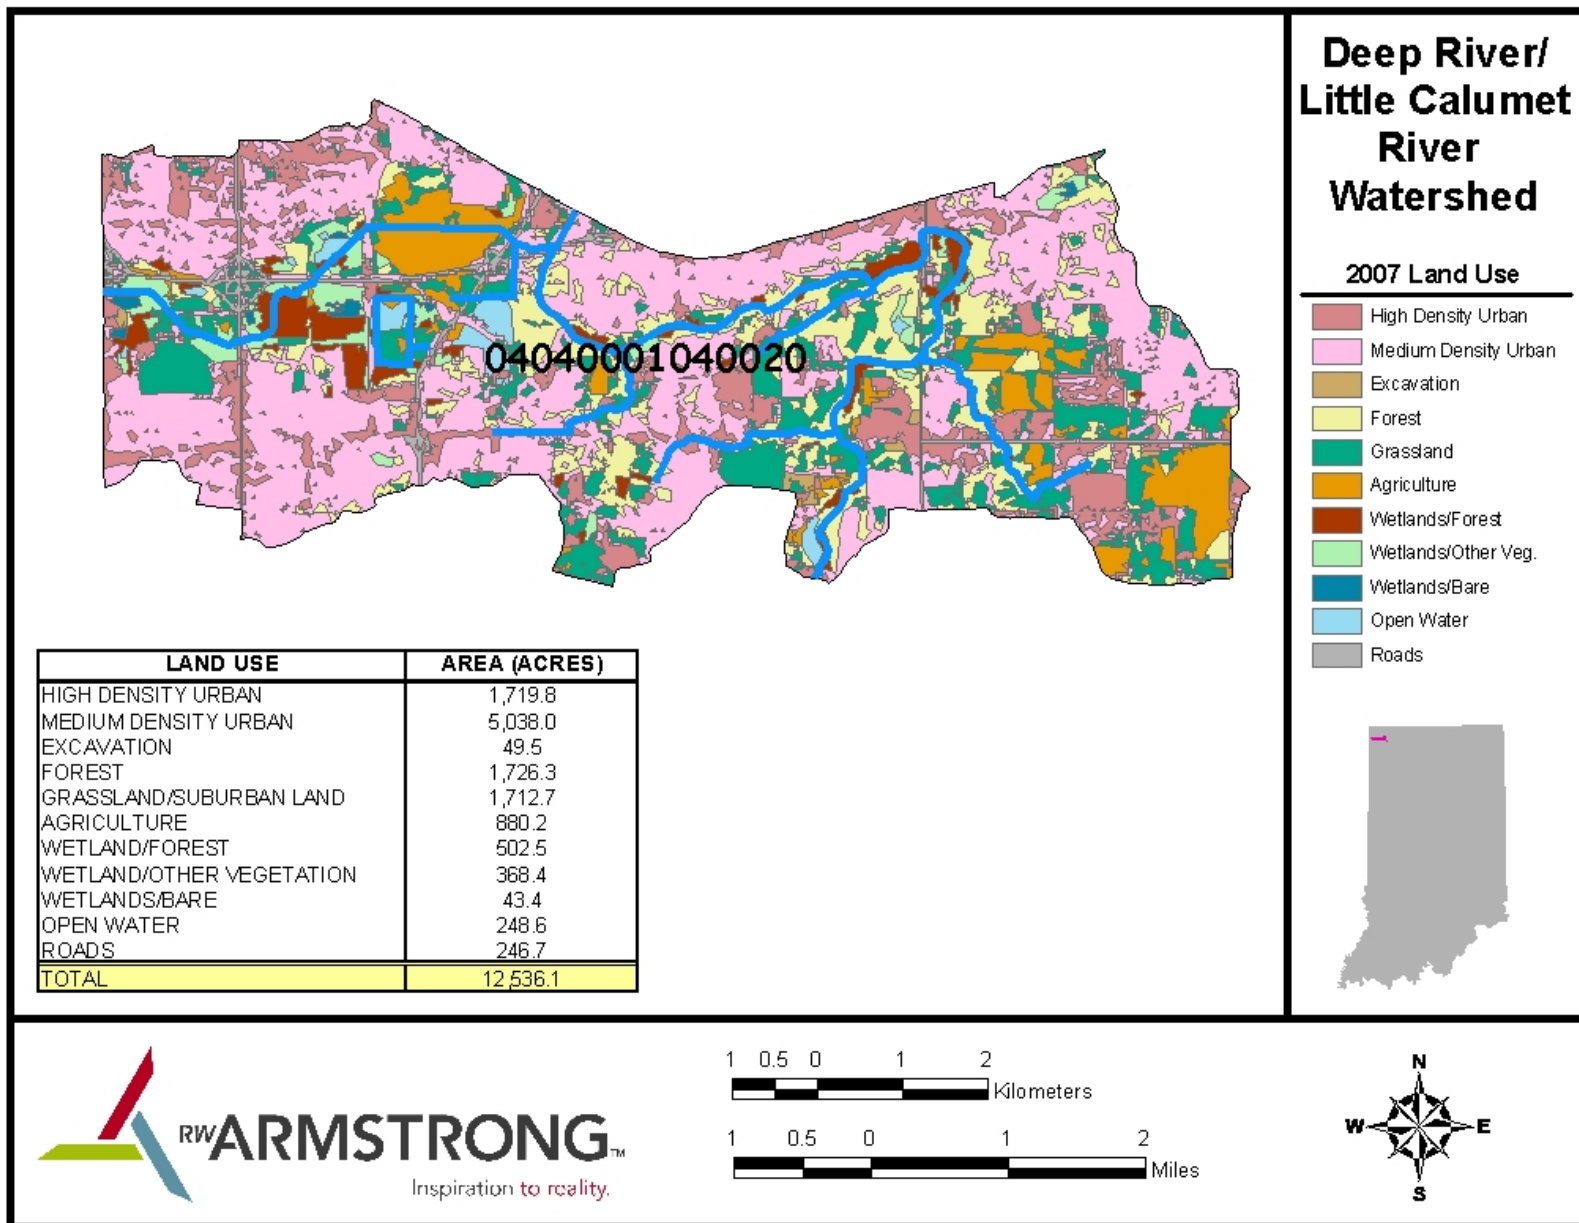 Deep River/
Little Calumet
River
Watershed
2007 Land Use
High Density Urban
Medium Density Urban
Excavation
Forest
Grassland
Agriculture
Wetlands/Forest
Wetlands/Other Veg.
Wetlands/Bare
Open Water
Roads
04040001040020
LAND USE AREA (ACRES)
HIGH DENSITY URBAN 1,719.8
MEDIUM DENSITY URBAN 5,038.0
EXCAVATION 49.5
FOREST 1,726.3
GRASSLAND/SUBURBAN LAND 1,712.7
AGRICULTURE 880.2
WETLAND/FOREST 502.5
WETLAND/OTHER VEGETATION 368.4
WETLANDS/BARE 43.4
OPEN WATER 248.6
ROADS 246.7
TOTAL 12,536.1
RWARMSTRONG™
Inspiration to reality.
1 0.5 0 1 2
Kilometers
1 0.5 0 1 2
Miles
N
W E
S